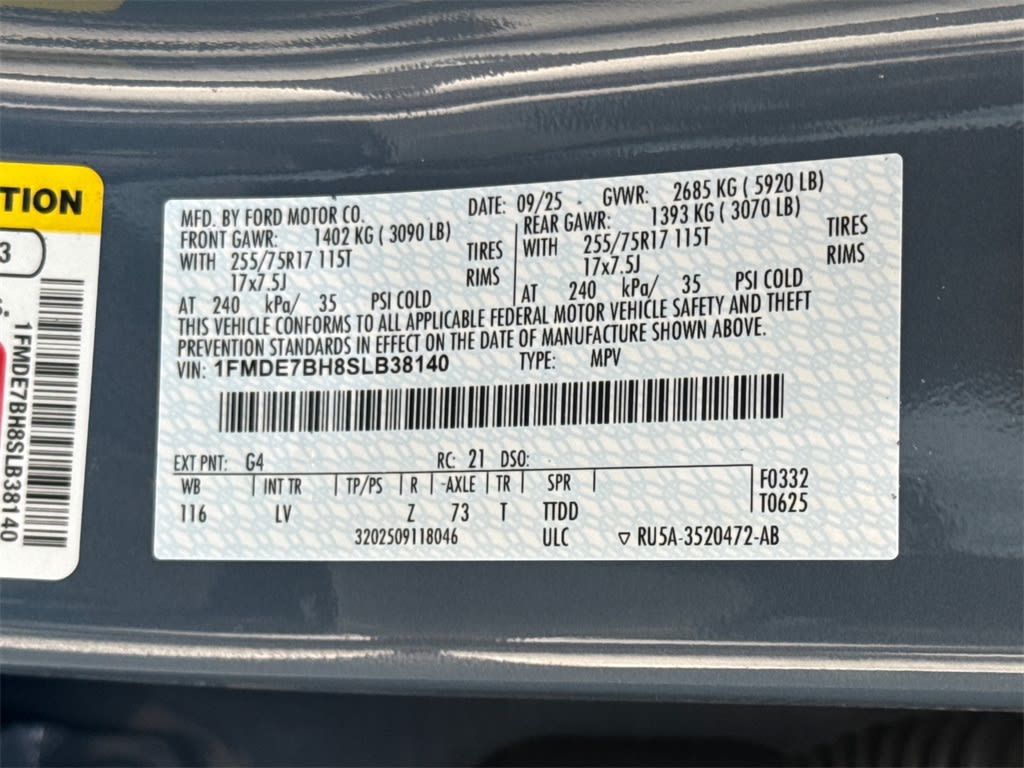 TION
3
1FMDE7BH8SLB38140
MFD. BY FORD MOTOR CO.
DATE: 09/25
GVWR: 2685 KG ( 5920 LB)
FRONT GAWR: 1402 KG ( 3090 LB)
WITH 255/75R17 115T TIRES
17x7.5J RIMS
AT 240 kPa/ 35 PSI COLD
REAR GAWR: 1393 KG ( 3070 LB)
WITH 255/75R17 115T TIRES
17x7.5J RIMS
AT 240 kPa/ 35 PSI COLD
THIS VEHICLE CONFORMS TO ALL APPLICABLE FEDERAL MOTOR VEHICLE SAFETY AND THEFT
PREVENTION STANDARDS IN EFFECT ON THE DATE OF MANUFACTURE SHOWN ABOVE.
VIN: 1FMDE7BH8SLB38140 TYPE: MPV
EXT PNT: G4 RC: 21 DSO:
WB INT TR TP/PS R AXLE TR SPR F0332
116 LV Z 73 T TTDD T0625
3202509118046 ULC ▽ RU5A-3520472-AB